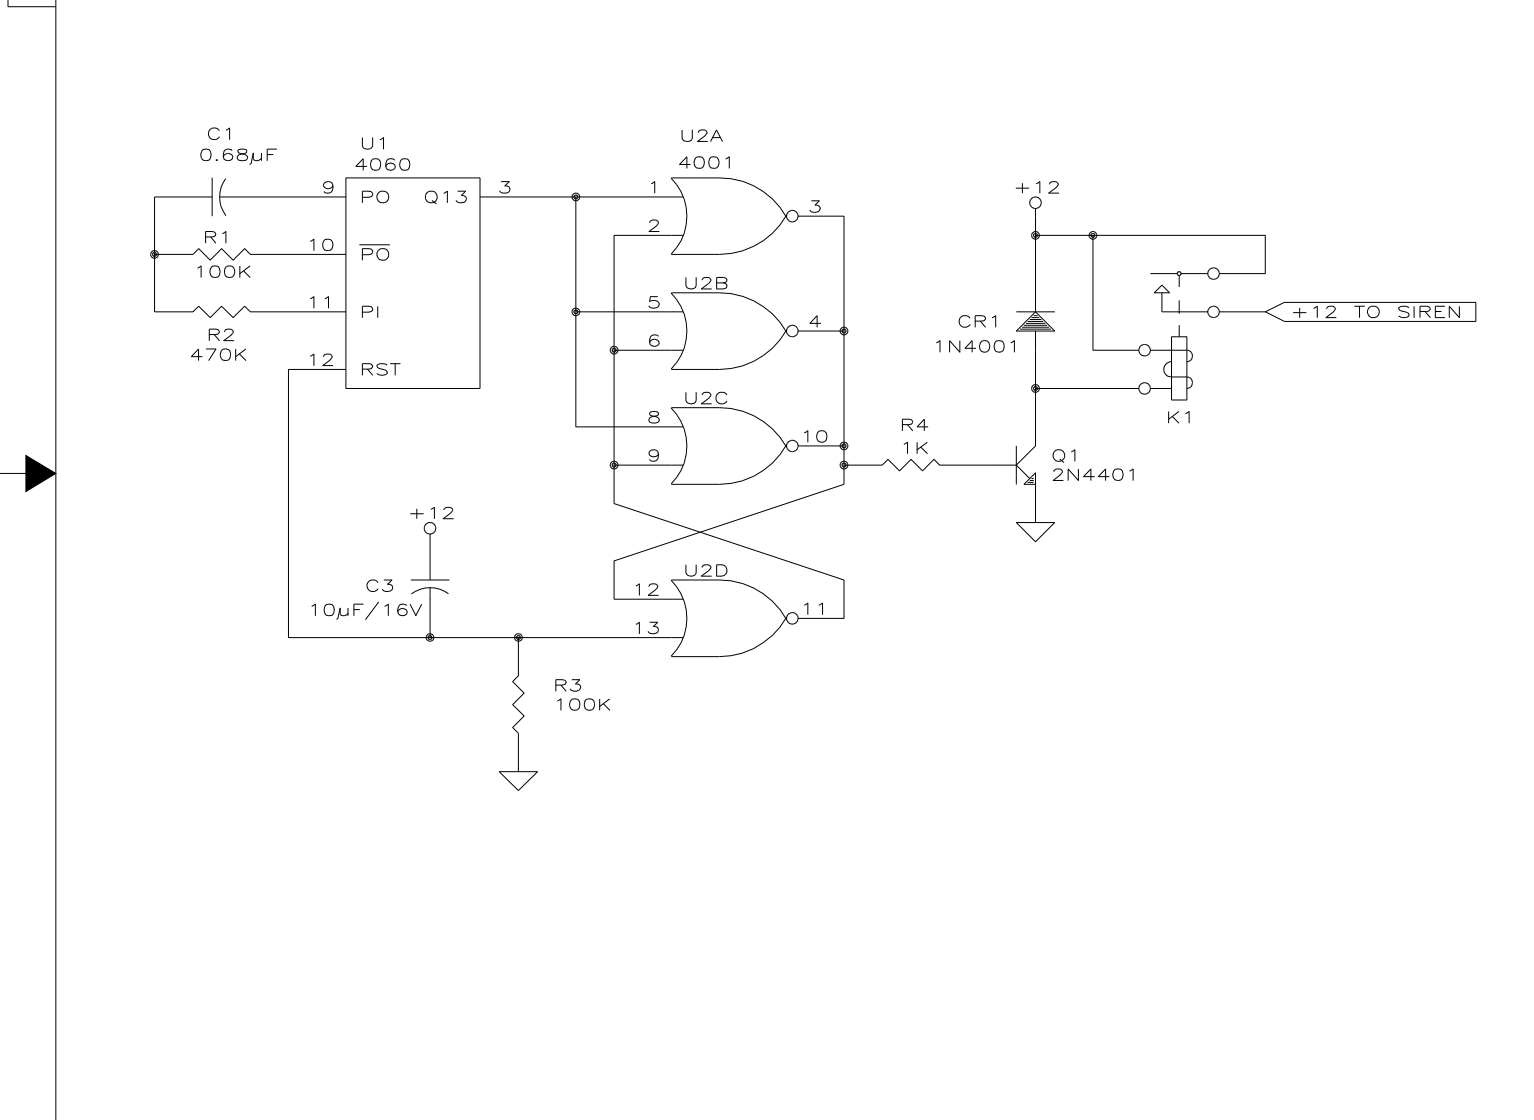 C1
0.68µF
9
R1
100K
10
R2
470K
11
12
U1
4060
PO
Q13
PO
PI
RST
3
U2A
4001
1
2
3
U2B
5
6
4
U2C
8
9
10
R4
1K
+12
CR1
1N4001
Q1
2N4401
K1
+12 TO SIREN
+12
C3
10µF/16V
U2D
12
13
11
R3
100K